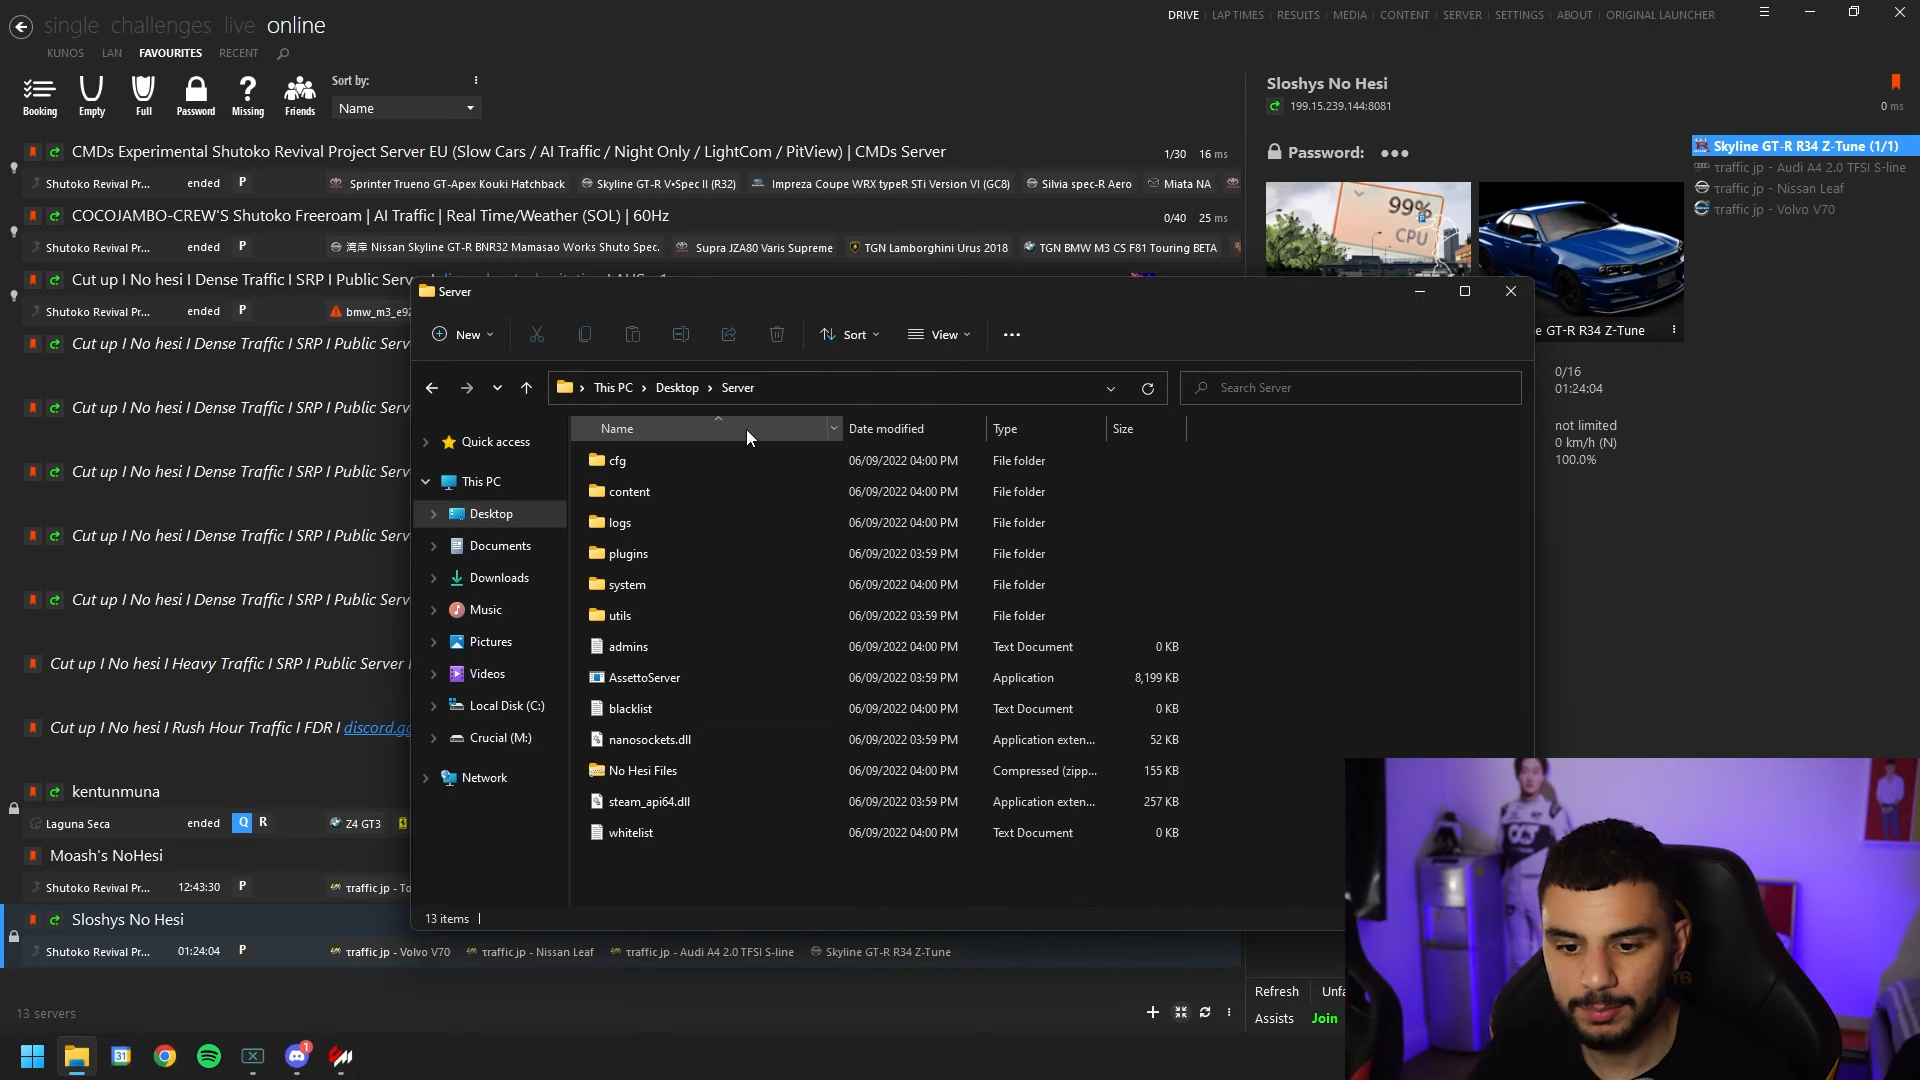 single challenges live online
DRIVE LAP TIMES RESULTS MEDIA CONTENT SERVER SETTINGS ABOUT ORIGINAL LAUNCHER
KUNOS LAN FAVOURITES RECENT
Booking Empty Full Password Missing Friends
Sort by:
Name
Sloshys No Hesi
199.15.239.144:8081
0 ms
Password: •••
Skyline GT-R R34 Z-Tune (1/1)
traffic jp - Audi A4 2.0 TFSI S-line
traffic jp - Nissan Leaf
traffic jp - Volvo V70
99%
CPU
e GT-R R34 Z-Tune
0/16
01:24:04
not limited
0 km/h (N)
100.0%
CMDs Experimental Shutoko Revival Project Server EU (Slow Cars / AI Traffic / Night Only / LightCom / PitView) | CMDs Server
1/30 16 ms
Shutoko Revival Pr... ended P Sprinter Trueno GT-Apex Kouki Hatchback Skyline GT-R V•Spec II (R32) Impreza Coupe WRX typeR STi Version VI (GC8) Silvia spec-R Aero Miata NA
COCOJAMBO-CREW'S Shutoko Freeroam | AI Traffic | Real Time/Weather (SOL) | 60Hz
0/40 25 ms
Shutoko Revival Pr... ended P 湾岸 Nissan Skyline GT-R BNR32 Mamasao Works Shuto Spec. Supra JZA80 Varis Supreme TGN Lamborghini Urus 2018 TGN BMW M3 CS F81 Touring BETA
Cut up I No hesi I Dense Traffic I SRP I Public Serv
Shutoko Revival Pr... ended P bmw_m3_e92
Cut up I No hesi I Dense Traffic I SRP I Public Serv
Cut up I No hesi I Dense Traffic I SRP I Public Serv
Cut up I No hesi I Dense Traffic I SRP I Public Serv
Cut up I No hesi I Dense Traffic I SRP I Public Serv
Cut up I No hesi I Dense Traffic I SRP I Public Serv
Cut up I No hesi I Heavy Traffic I SRP I Public Server I
Cut up I No hesi I Rush Hour Traffic I FDR I discord.gg
kentunmuna
Laguna Seca ended Q R Z4 GT3
Moash's NoHesi
Shutoko Revival Pr... 12:43:30 P traffic jp - To
Sloshys No Hesi
Shutoko Revival Pr... 01:24:04 P traffic jp - Volvo V70 traffic jp - Nissan Leaf traffic jp - Audi A4 2.0 TFSI S-line Skyline GT-R R34 Z-Tune
13 servers
Refresh Unfa
Assists Join
Server
New Sort View
This PC Desktop Server
Search Server
Quick access
This PC
Desktop
Documents
Downloads
Music
Pictures
Videos
Local Disk (C:)
Crucial (M:)
Network
Name Date modified Type Size
cfg 06/09/2022 04:00 PM File folder
content 06/09/2022 04:00 PM File folder
logs 06/09/2022 04:00 PM File folder
plugins 06/09/2022 03:59 PM File folder
system 06/09/2022 04:00 PM File folder
utils 06/09/2022 03:59 PM File folder
admins 06/09/2022 04:00 PM Text Document 0 KB
AssettoServer 06/09/2022 03:59 PM Application 8,199 KB
blacklist 06/09/2022 04:00 PM Text Document 0 KB
nanosockets.dll 06/09/2022 03:59 PM Application exten... 52 KB
No Hesi Files 06/09/2022 04:00 PM Compressed (zipp... 155 KB
steam_api64.dll 06/09/2022 03:59 PM Application exten... 257 KB
whitelist 06/09/2022 04:00 PM Text Document 0 KB
13 items
31
1